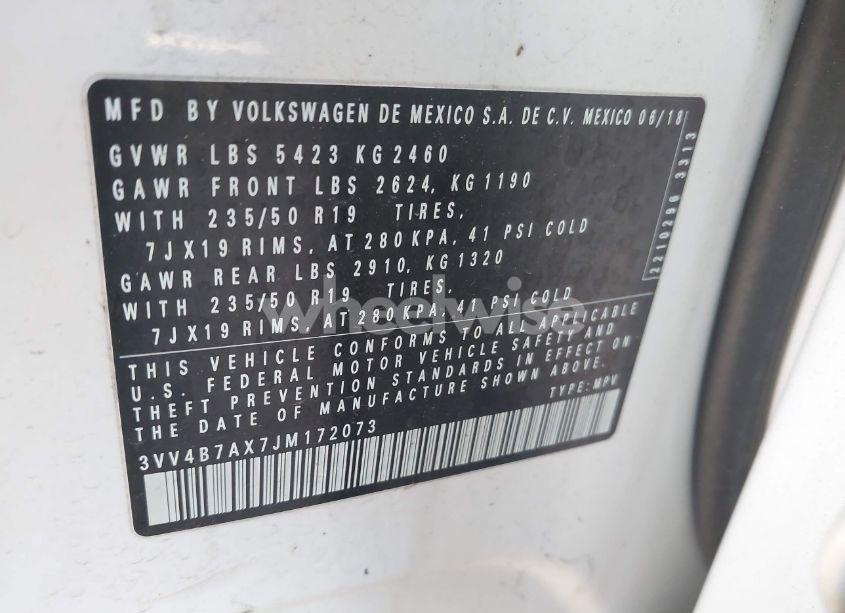 MFD BY VOLKSWAGEN DE MEXICO S.A. DE C.V. MEXICO 06/18
GVWR LBS 5423 KG 2460
GAWR FRONT LBS 2624, KG 1190
WITH 235/50 R19 TIRES,
7JX19 RIMS, AT 280 KPA, 41 PSI COLD
GAWR REAR LBS 2910, KG 1320
WITH 235/50 R19 TIRES,
7JX19 RIMS, AT 280 KPA, 41 PSI COLD
THIS VEHICLE CONFORMS TO ALL APPLICABLE
U.S. FEDERAL MOTOR VEHICLE SAFETY AND
THEFT PREVENTION STANDARDS IN EFFECT ON
THE DATE OF MANUFACTURE SHOWN ABOVE.
3VV4B7AX7JM172073 TYPE: MPV
2210296 3313
wheelwise